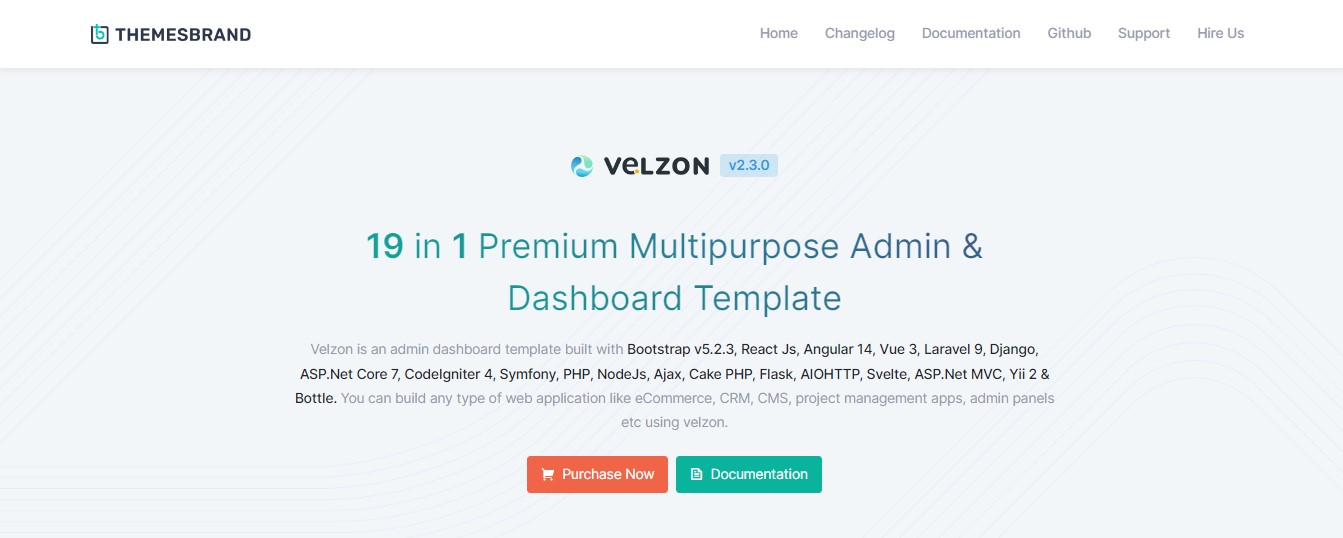 THEMESBRAND
Home Changelog Documentation Github Support Hire Us
VELZON v2.3.0
19 in 1 Premium Multipurpose Admin &
Dashboard Template
Velzon is an admin dashboard template built with Bootstrap v5.2.3, React Js, Angular 14, Vue 3, Laravel 9, Django,
ASP.Net Core 7, CodeIgniter 4, Symfony, PHP, NodeJs, Ajax, Cake PHP, Flask, AIOHTTP, Svelte, ASP.Net MVC, Yii 2 &
Bottle. You can build any type of web application like eCommerce, CRM, CMS, project management apps, admin panels
etc using velzon.
Purchase Now Documentation